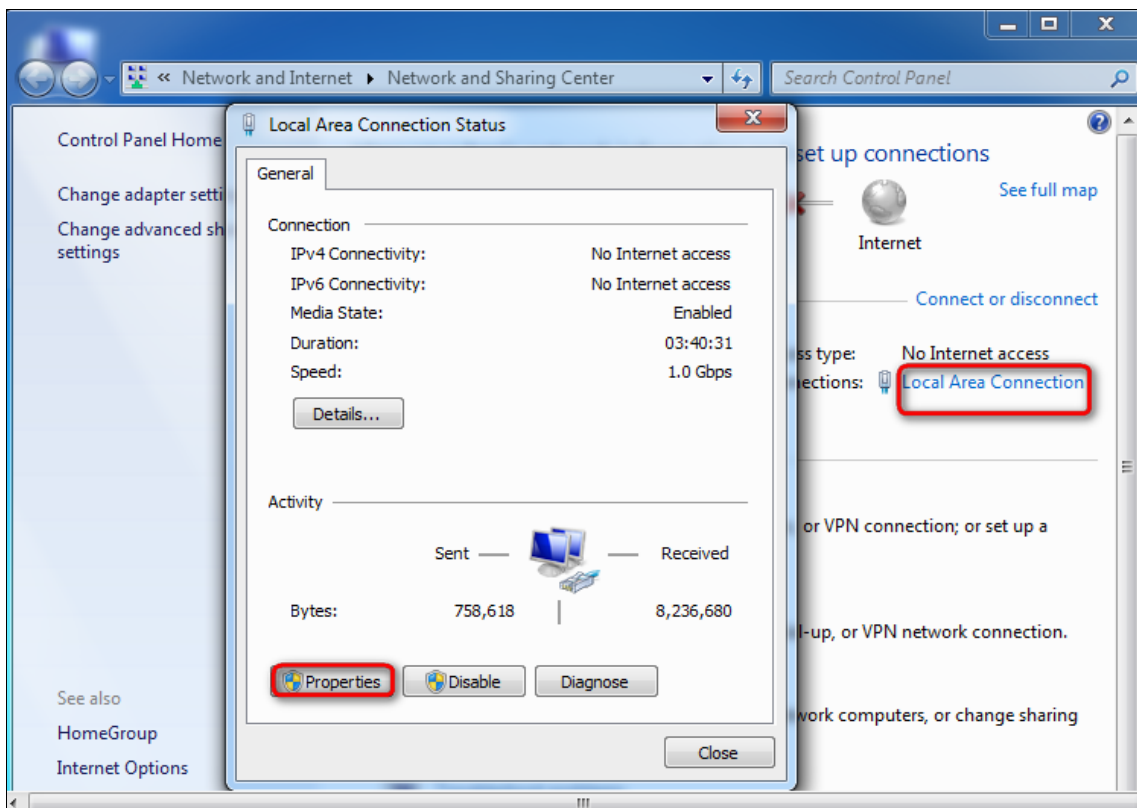 « Network and Internet ▸ Network and Sharing Center
Search Control Panel
Control Panel Home
Change adapter setti
Change advanced sh
settings
See also
HomeGroup
Internet Options
Local Area Connection Status
General
Connection
IPv4 Connectivity: No Internet access
IPv6 Connectivity: No Internet access
Media State: Enabled
Duration: 03:40:31
Speed: 1.0 Gbps
Details...
Activity
Sent Received
Bytes: 758,618 8,236,680
Properties Disable Diagnose
Close
set up connections
See full map
Internet
Connect or disconnect
ss type: No Internet access
ections: Local Area Connection
or VPN connection; or set up a
l-up, or VPN network connection.
work computers, or change sharing